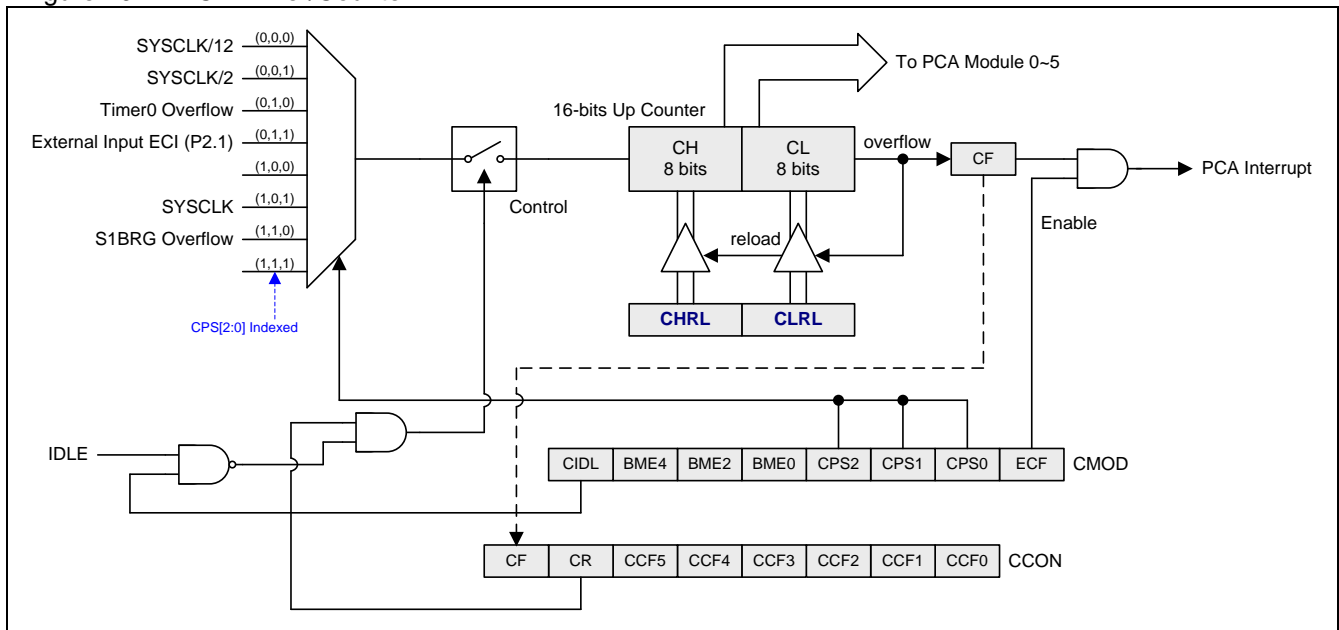 SYSCLK/12 (0,0,0)
SYSCLK/2 (0,0,1)
Timer0 Overflow (0,1,0)
External Input ECI (P2.1) (0,1,1)
(1,0,0)
SYSCLK (1,0,1)
S1BRG Overflow (1,1,0)
(1,1,1)
CPS[2:0] Indexed
Control
16-bits Up Counter
To PCA Module 0~5
CH
8 bits
CL
8 bits
overflow
CF
PCA Interrupt
Enable
reload
CHRL CLRL
IDLE
CIDL BME4 BME2 BME0 CPS2 CPS1 CPS0 ECF CMOD
CF CR CCF5 CCF4 CCF3 CCF2 CCF1 CCF0 CCON